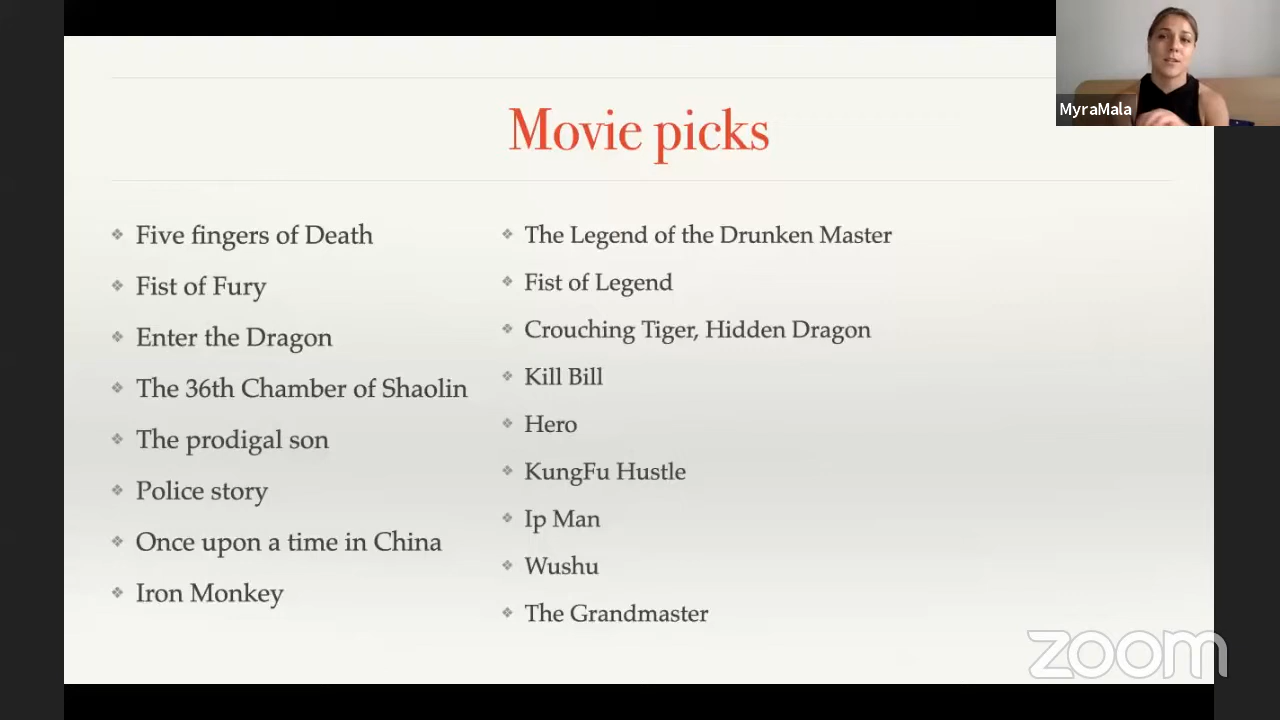 Movie picks
MyraMala
Five fingers of Death
Fist of Fury
Enter the Dragon
The 36th Chamber of Shaolin
The prodigal son
Police story
Once upon a time in China
Iron Monkey
The Legend of the Drunken Master
Fist of Legend
Crouching Tiger, Hidden Dragon
Kill Bill
Hero
KungFu Hustle
Ip Man
Wushu
The Grandmaster
zoom